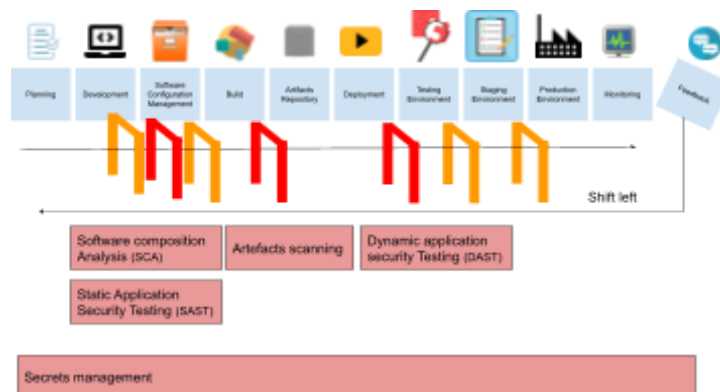 Planning
Development
Software
Configuration
Management
Build
Artifacts
Repository
Deployment
Testing
Environment
Staging
Environment
Production
Environment
Monitoring
Feedback
Shift left
Software composition
Analysis (SCA)
Artefacts scanning
Dynamic application
security Testing (DAST)
Static Application
Security Testing (SAST)
Secrets management